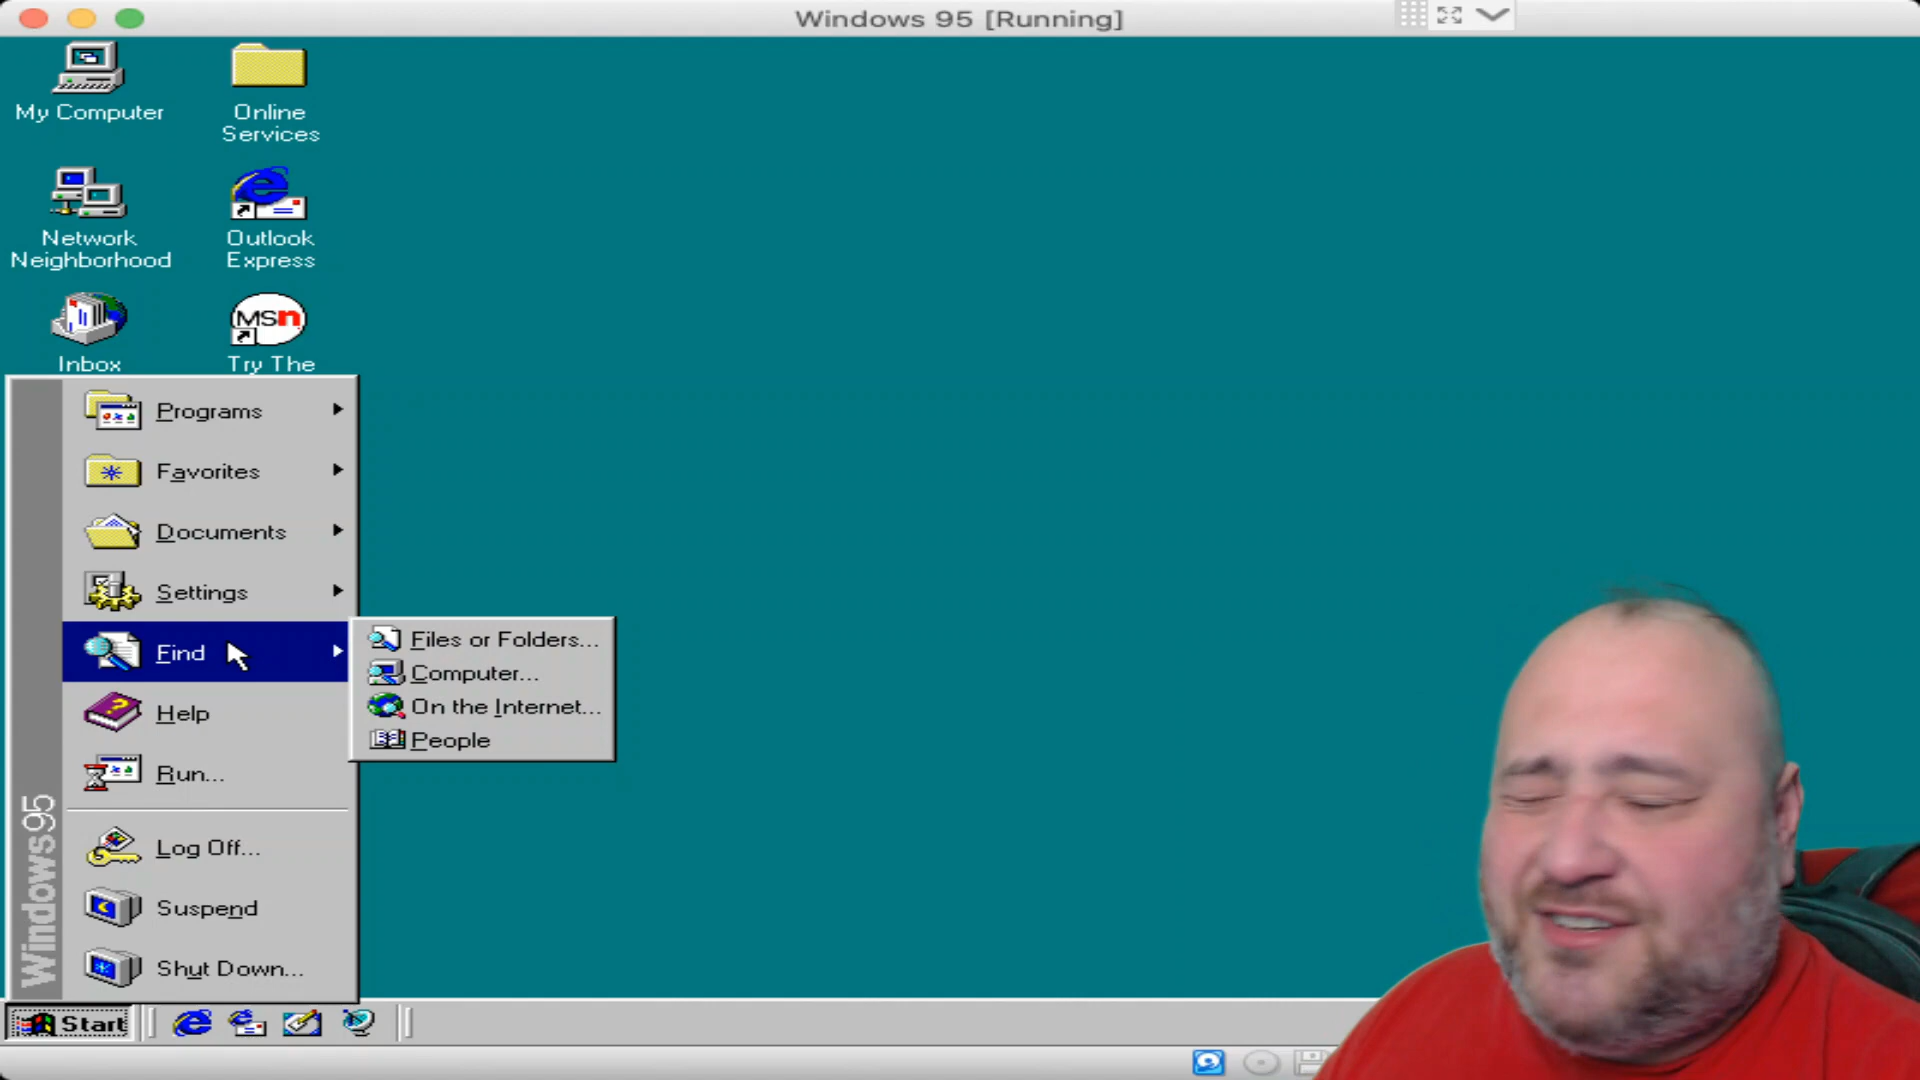 Windows 95 [Running]
My Computer
Online
Services
Network
Neighborhood
Outlook
Express
MSn
Inbox
Try The
Programs
Favorites
Documents
Settings
Find
Files or Folders...
Computer...
On the Internet...
People
Help
Run...
Log Off...
Suspend
Shut Down...
Windows95
Start